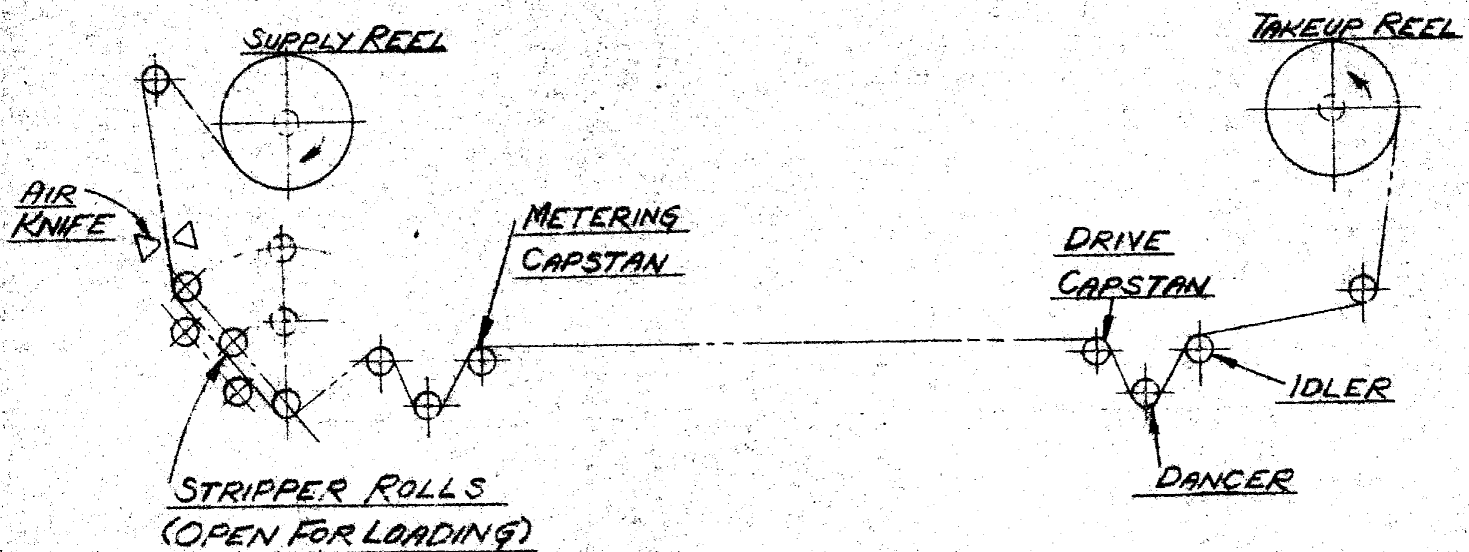 SUPPLY REEL
TAKEUP REEL
AIR
KNIFE
METERING
CAPSTAN
DRIVE
CAPSTAN
IDLER
DANCER
STRIPPER ROLLS
(OPEN FOR LOADING)